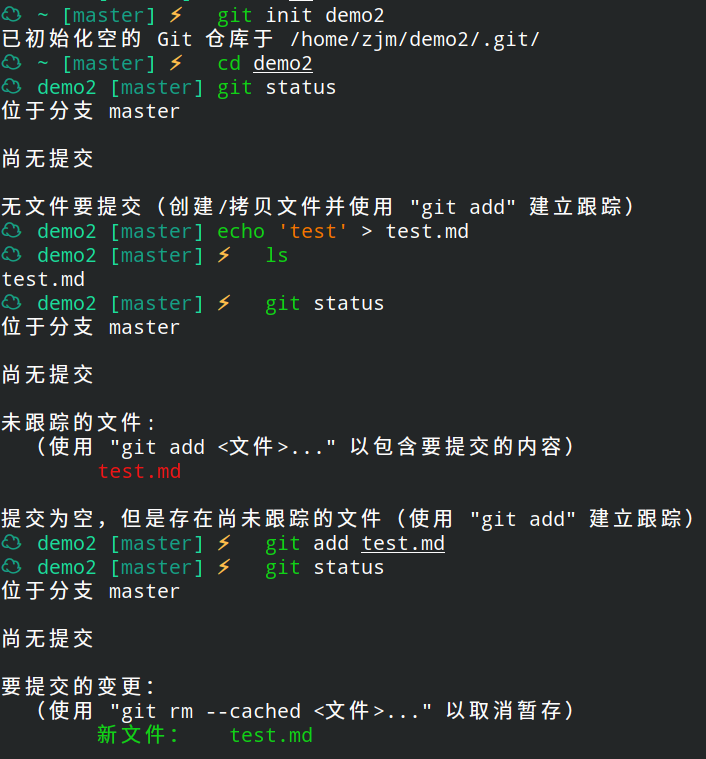 ~ [master] ⚡ git init demo2
已初始化空的 Git 仓库于 /home/zjm/demo2/.git/
~ [master] ⚡ cd demo2
demo2 [master] git status
位于分支 master
尚无提交
无文件要提交（创建/拷贝文件并使用 "git add" 建立跟踪）
demo2 [master] echo 'test' > test.md
demo2 [master] ⚡ ls
test.md
demo2 [master] ⚡ git status
位于分支 master
尚无提交
未跟踪的文件:
（使用 "git add <文件>..." 以包含要提交的内容）
test.md
提交为空，但是存在尚未跟踪的文件（使用 "git add" 建立跟踪）
demo2 [master] ⚡ git add test.md
demo2 [master] ⚡ git status
位于分支 master
尚无提交
要提交的变更：
（使用 "git rm --cached <文件>..." 以取消暂存）
新文件： test.md